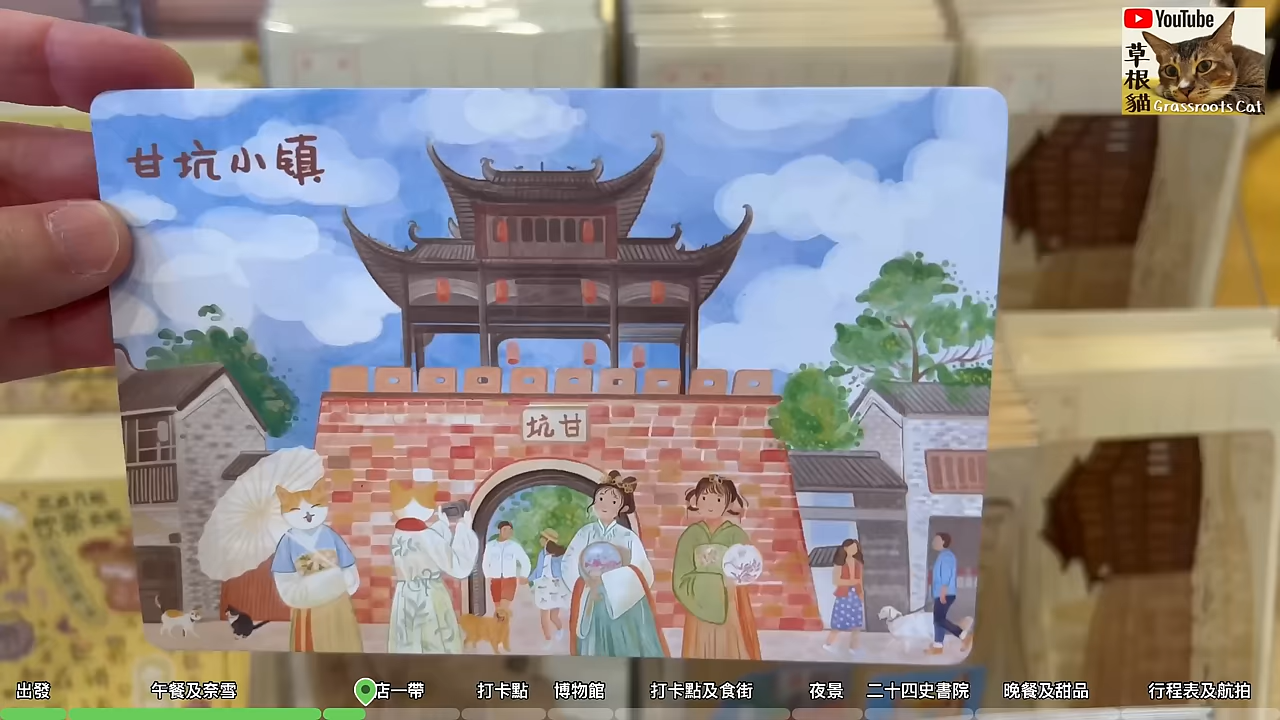 YouTube
草根貓
Grassroots Cat
甘坑小镇
坑甘
出發
午餐及奈雪
店一帶
打卡點
博物館
打卡點及食街
夜景
二十四史書院
晚餐及甜品
行程表及航拍